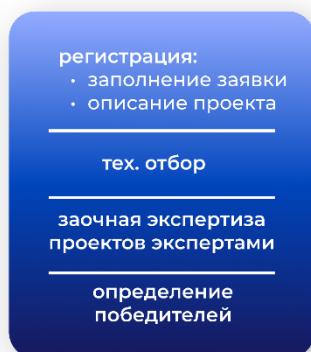 регистрация:
• заполнение заявки
• описание проекта
тех. отбор
заочная экспертиза
проектов экспертами
определение
победителей